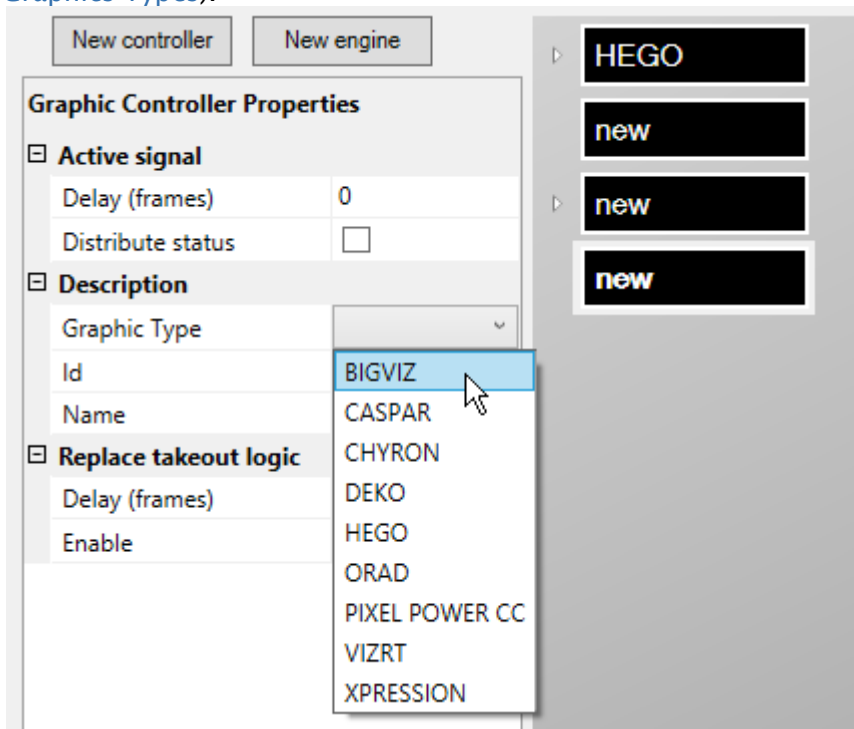 Graphics Types).
New controller New engine
Graphic Controller Properties
Active signal
Delay (frames) 0
Distribute status
Description
Graphic Type
Id
Name
Replace takeout logic
Delay (frames)
Enable
BIGVIZ
CASPAR
CHYRON
DEKO
HEGO
ORAD
PIXEL POWER CC
VIZRT
XPRESSION
HEGO
new
new
new